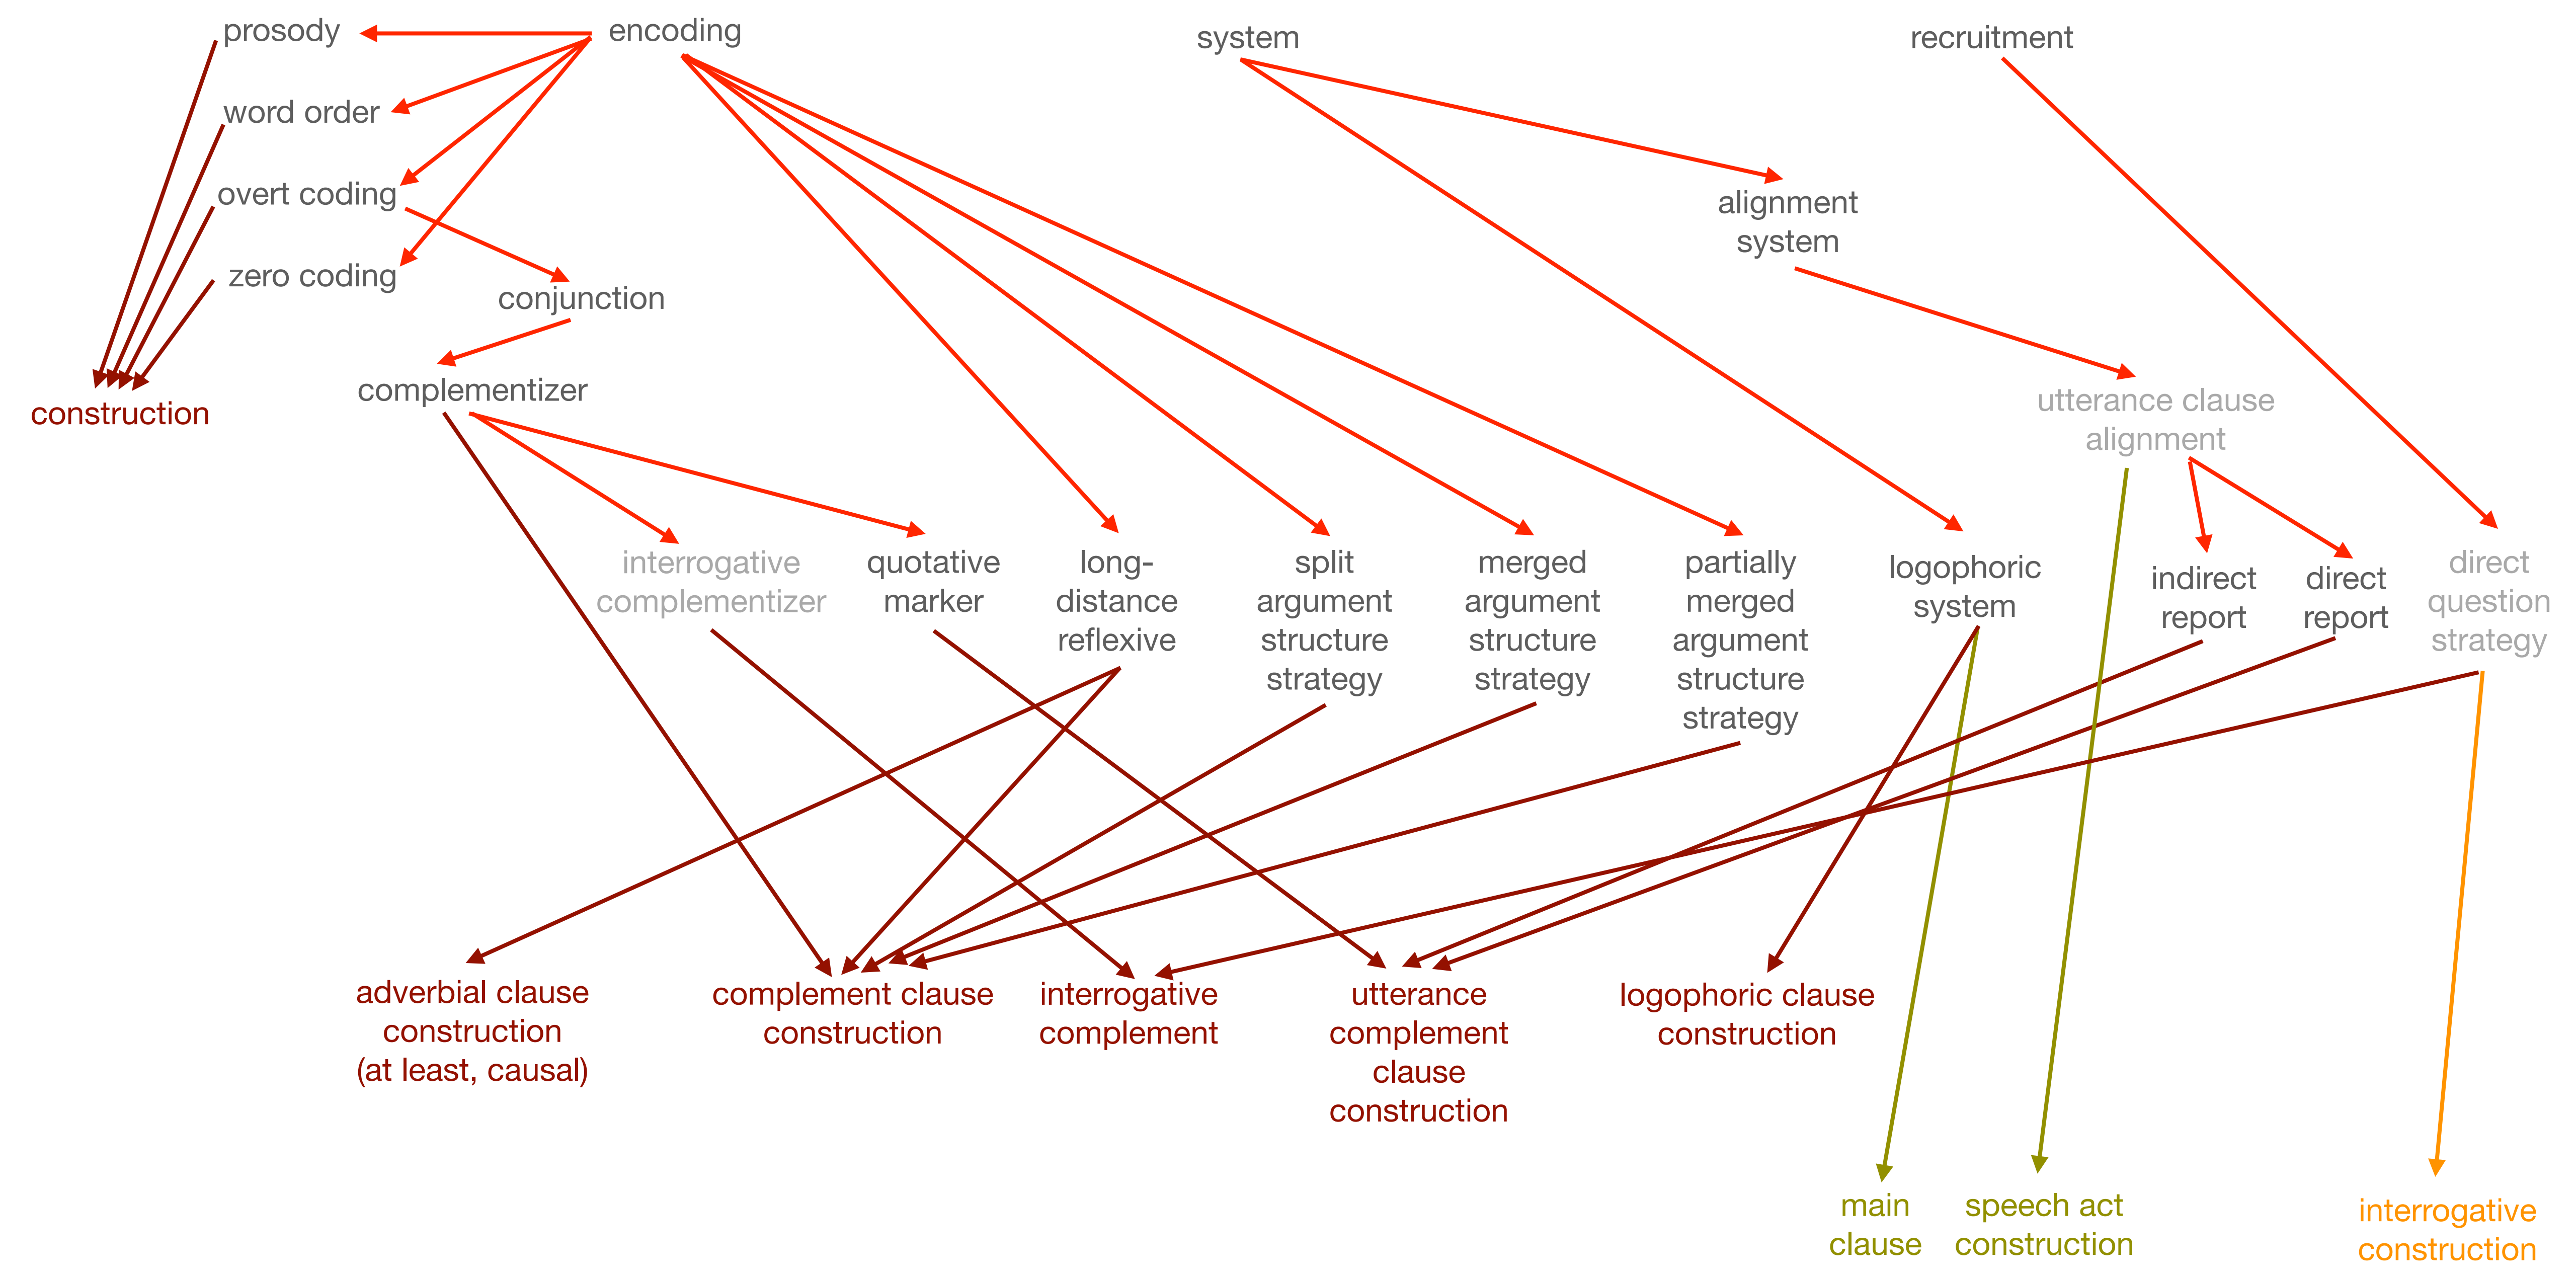 prosody
encoding
system
recruitment
word order
overt coding
zero coding
conjunction
alignment
system
complementizer
construction
utterance clause
alignment
interrogative
complementizer
quotative
marker
long-
distance
reflexive
split
argument
structure
strategy
merged
argument
structure
strategy
partially
merged
argument
structure
strategy
logophoric
system
indirect
report
direct
report
direct
question
strategy
adverbial clause
construction
(at least, causal)
complement clause
construction
interrogative
complement
utterance
complement
clause
construction
logophoric clause
construction
main
clause
speech act
construction
interrogative
construction